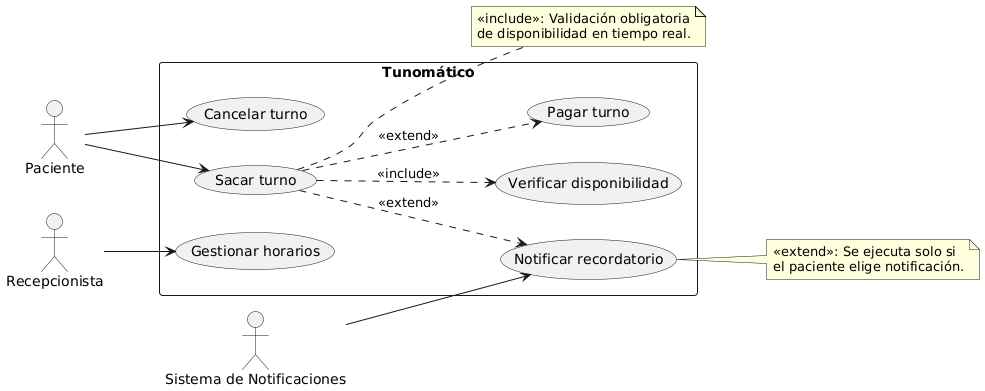 «include»: Validación obligatoria
de disponibilidad en tiempo real.
Tunomático
Cancelar turno
Pagar turno
«extend»
Paciente
Sacar turno
«include»
Verificar disponibilidad
«extend»
Gestionar horarios
Notificar recordatorio
«extend»: Se ejecuta solo si
el paciente elige notificación.
Recepcionista
Sistema de Notificaciones